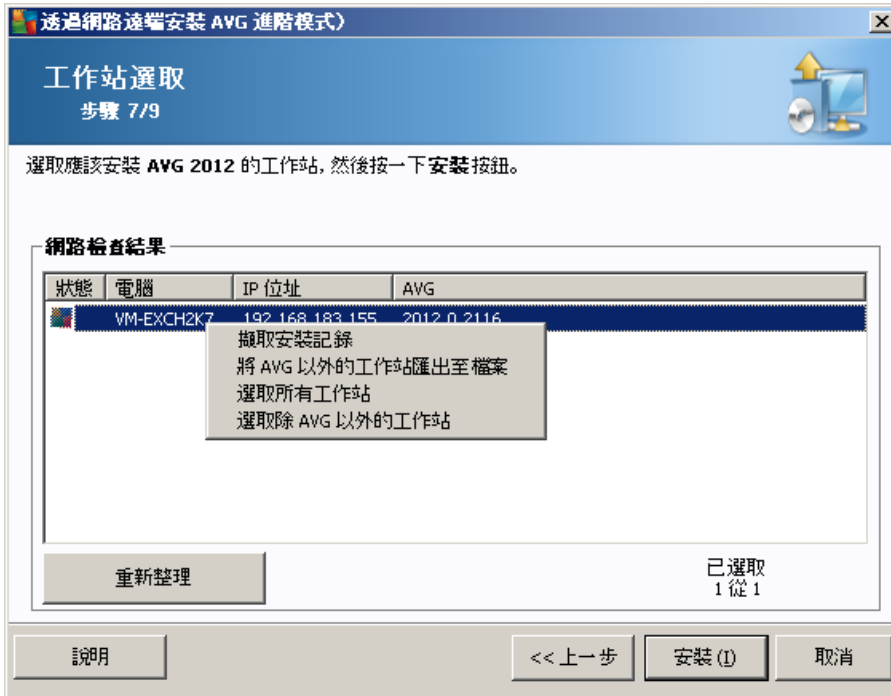 透過網路遠端安裝 AVG 進階模式)
工作站選取
步驟 7/9
選取應該安裝 AVG 2012 的工作站, 然後按一下安裝按鈕。
網路檢查結果
狀態 電腦 IP 位址 AVG
VM-EXCH2K7 192.168.183.155 2012.0.2116
擷取安裝記錄
將 AVG 以外的工作站匯出至檔案
選取所有工作站
選取除 AVG 以外的工作站
重新整理
已選取
1 從 1
說明
<< 上一步
安裝 (I)
取消